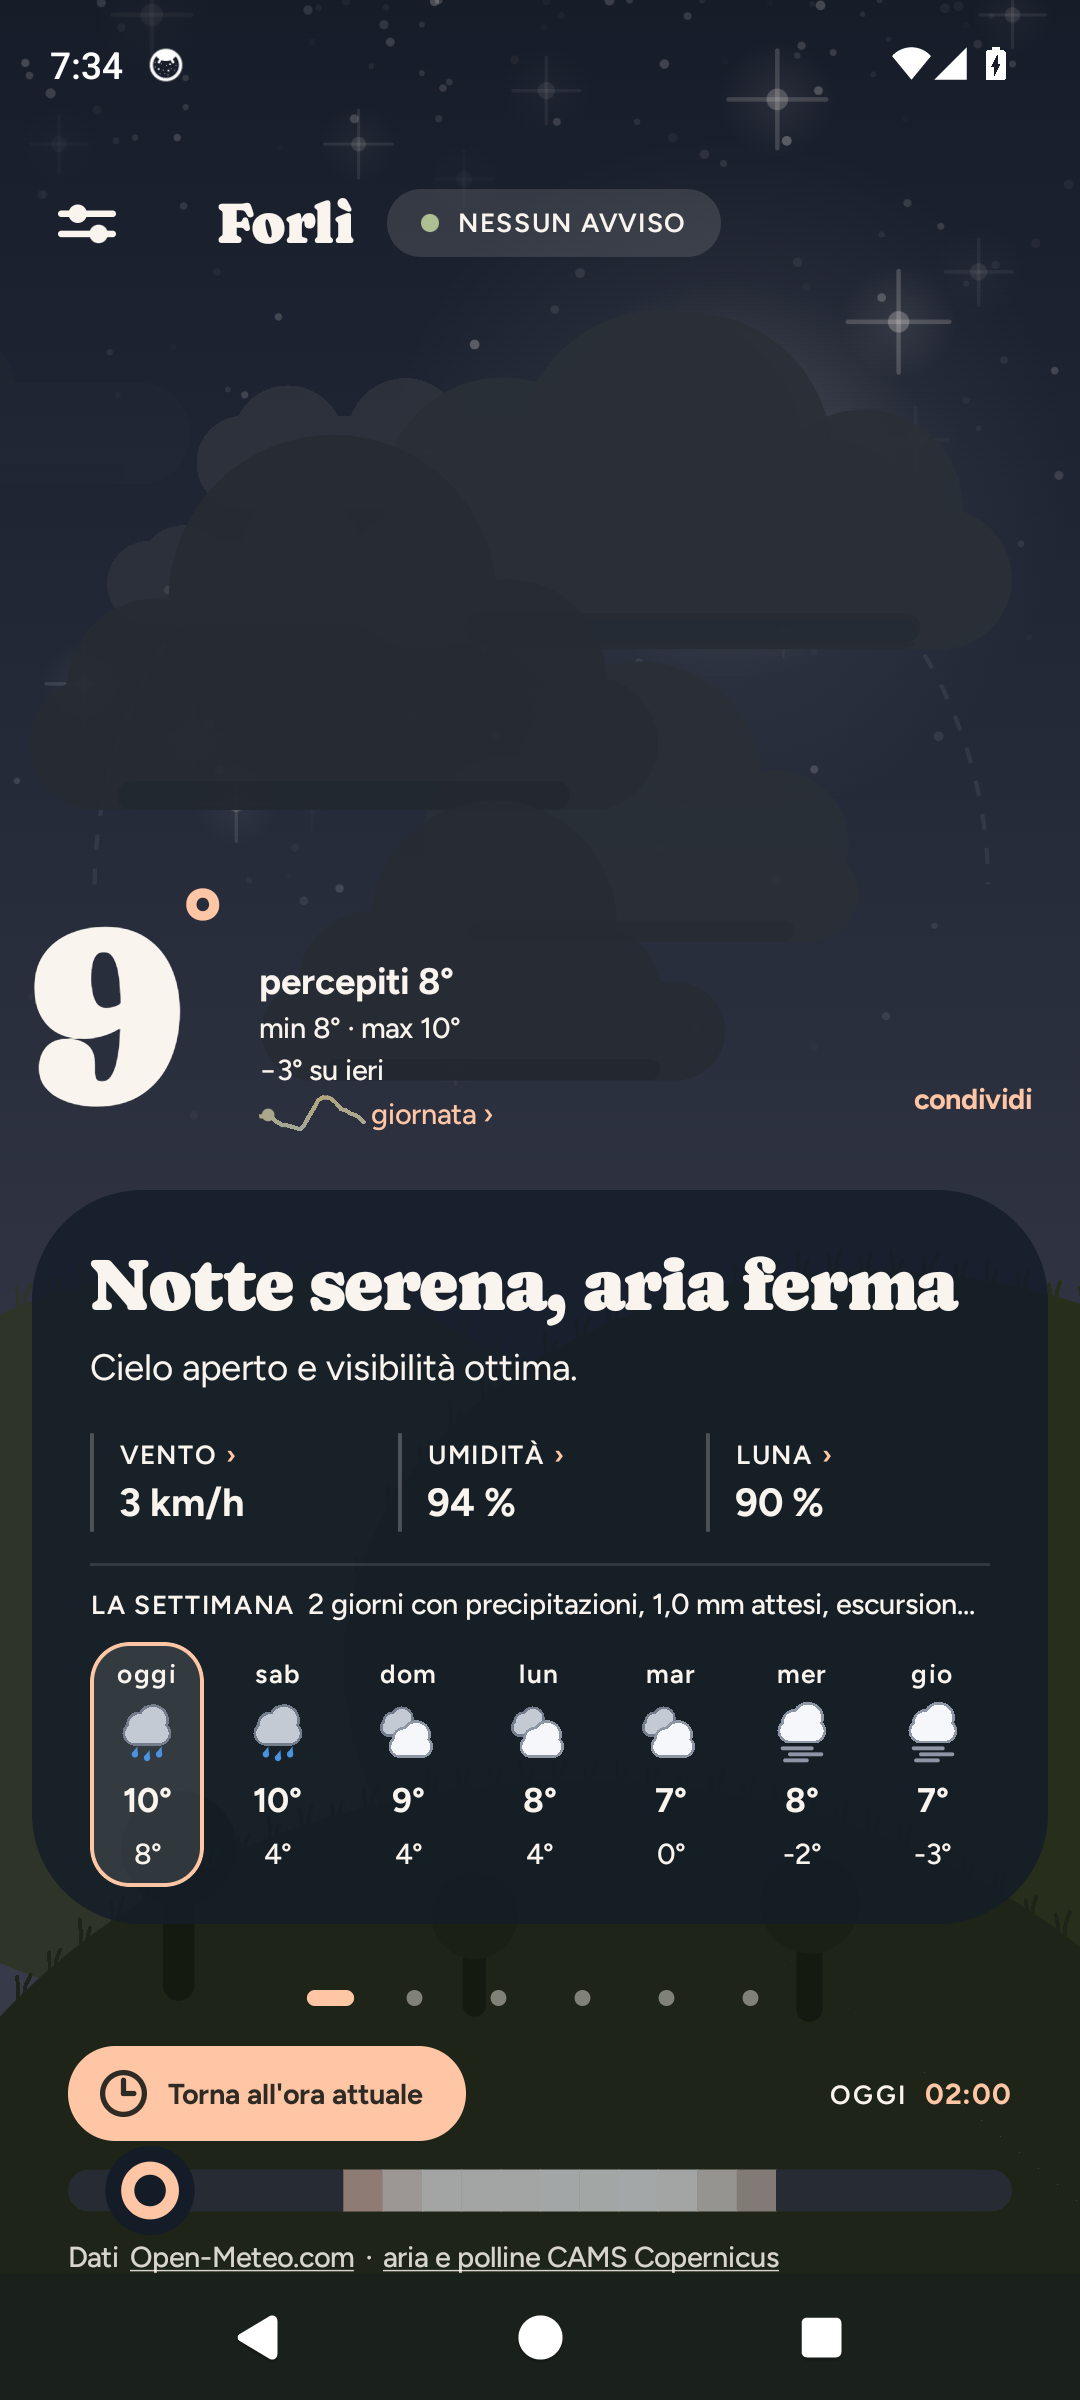 7:34
Forlì
NESSUN AVVISO
9°
percepiti 8°
min 8° · max 10°
−3° su ieri
giornata ›
condividi
Notte serena, aria ferma
Cielo aperto e visibilità ottima.
VENTO › UMIDITÀ › LUNA ›
3 km/h 94 % 90 %
LA SETTIMANA 2 giorni con precipitazioni, 1,0 mm attesi, escursion...
oggi sab dom lun mar mer gio
10° 10° 9° 8° 7° 8° 7°
8° 4° 4° 4° 0° -2° -3°
Torna all'ora attuale
OGGI 02:00
Dati Open-Meteo.com · aria e polline CAMS Copernicus